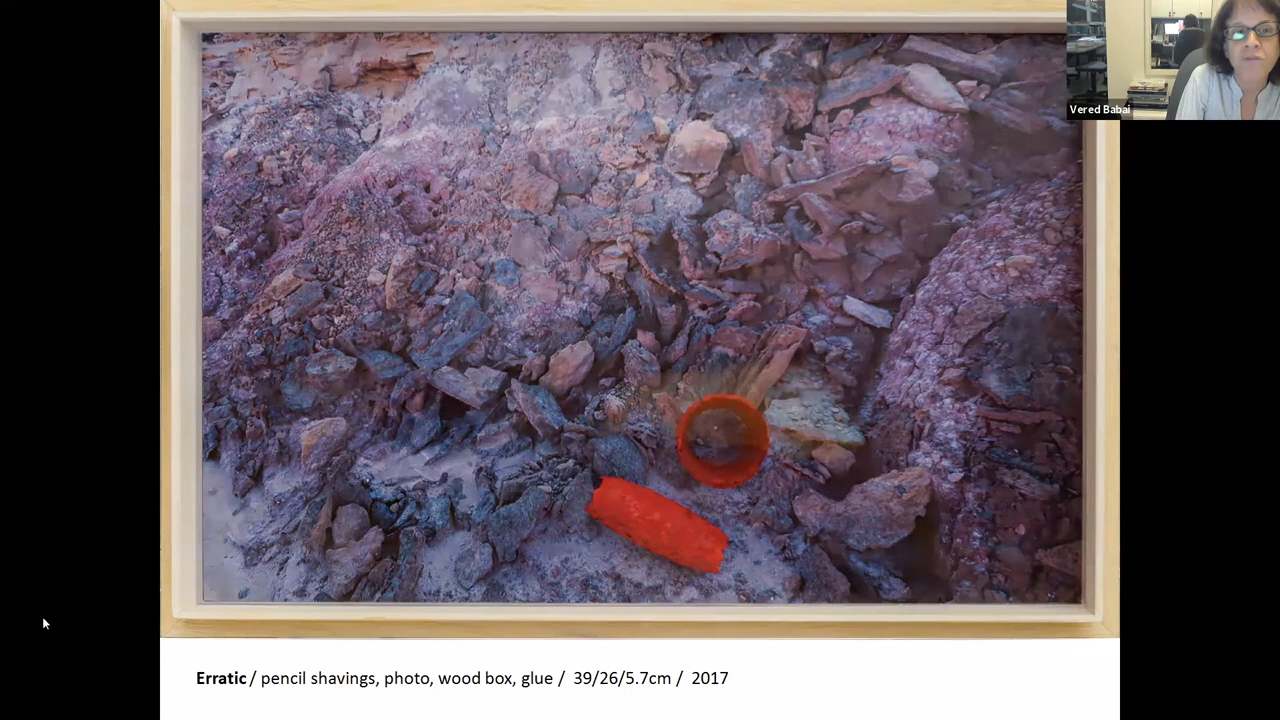 Vered Babai
Erratic / pencil shavings, photo, wood box, glue / 39/26/5.7cm / 2017